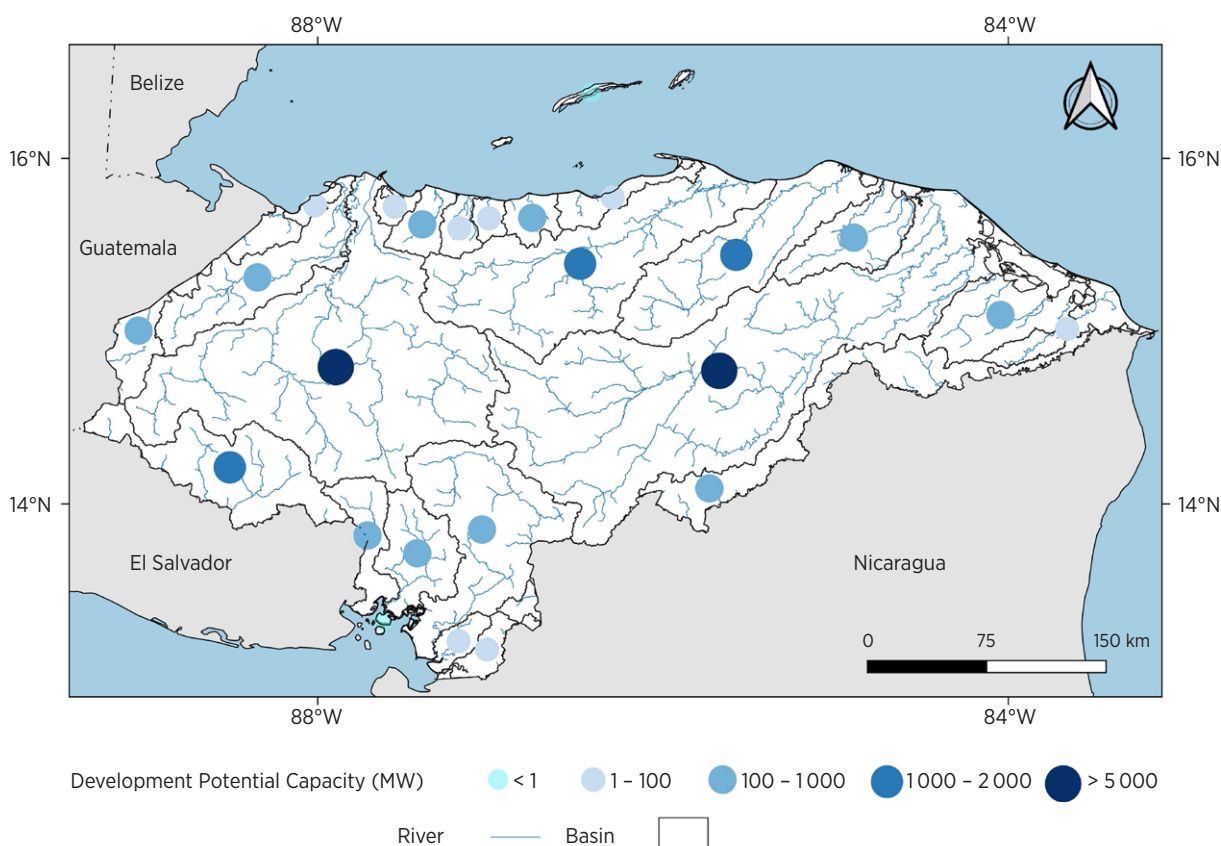 88°W 84°W
Belize
16°N 16°N
Guatemala
14°N 14°N
El Salvador Nicaragua
0 75 150 km
88°W 84°W
Development Potential Capacity (MW) < 1 1 – 100 100 – 1 000 1 000 – 2 000 > 5 000
River Basin